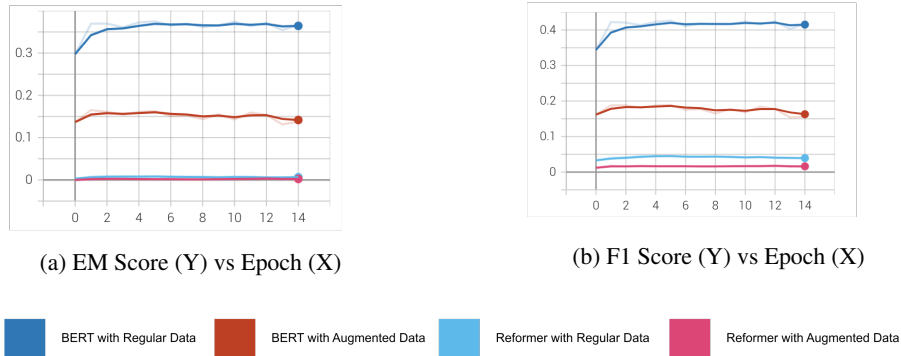 0.3
0.2
0.1
0
0 2 4 6 8 10 12 14
(a) EM Score (Y) vs Epoch (X)
0.4
0.3
0.2
0.1
0
0 2 4 6 8 10 12 14
(b) F1 Score (Y) vs Epoch (X)
BERT with Regular Data BERT with Augmented Data Reformer with Regular Data Reformer with Augmented Data